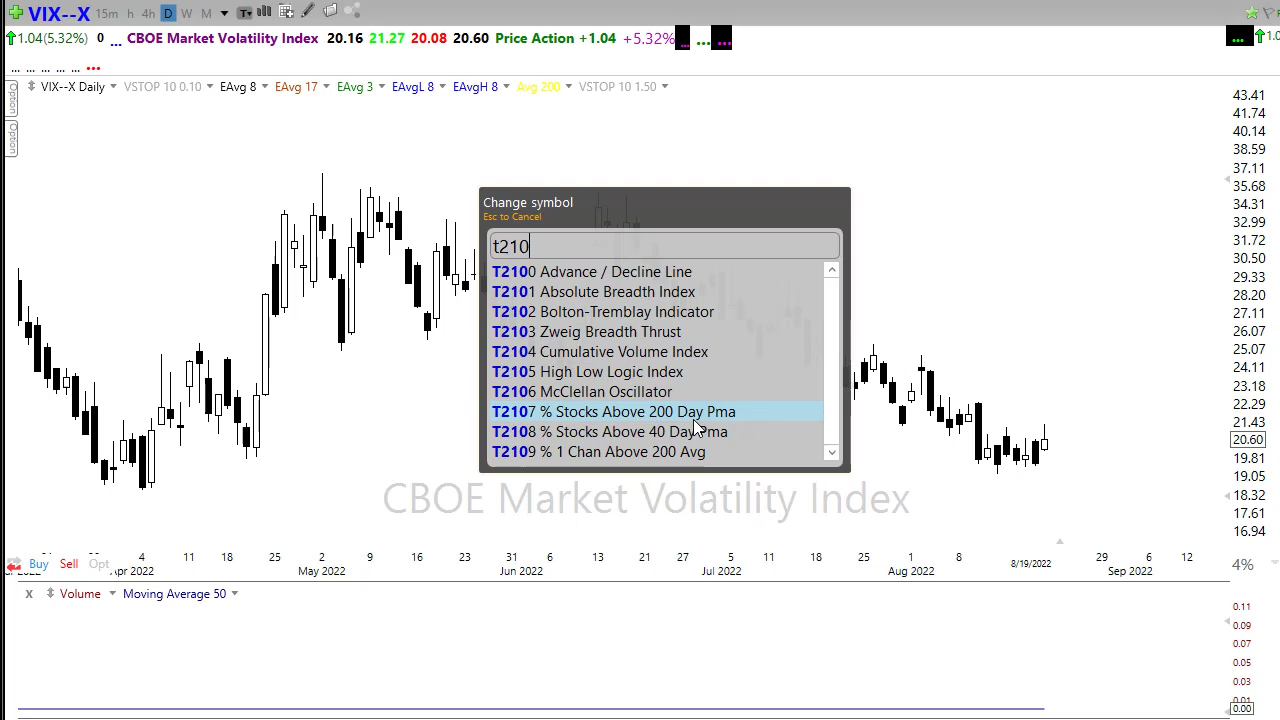 VIX--X 15m h 4h D W M T
1.04(5.32%) 0 ... CBOE Market Volatility Index 20.16 21.27 20.08 20.60 Price Action +1.04 +5.32% ... ... ... ... 1.0
... ... ... ... ... ...
Option
Option
VIX--X Daily VSTOP 10 0.10 EAvg 8 EAvg 17 EAvg 3 EAvgL 8 EAvgH 8 Avg 200 VSTOP 10 1.50
43.41
41.74
40.14
38.59
37.11
35.68
34.31
32.99
31.72
30.50
29.33
28.20
27.11
26.07
25.07
24.11
23.18
22.29
21.43
20.60
19.81
19.05
18.32
17.61
16.94
Change symbol
Esc to Cancel
t210
T2100 Advance / Decline Line
T2101 Absolute Breadth Index
T2102 Bolton-Tremblay Indicator
T2103 Zweig Breadth Thrust
T2104 Cumulative Volume Index
T2105 High Low Logic Index
T2106 McClellan Oscillator
T2107 % Stocks Above 200 Day Pma
T2108 % Stocks Above 40 Day Pma
T2109 % 1 Chan Above 200 Avg
CBOE Market Volatility Index
4 11 18 25 2 9 16 23 31 6 13 21 27 5 11 18 25 1 8 29 6 12
Buy Sell Opt
2022 Apr 2022 May 2022 Jun 2022 Jul 2022 Aug 2022 8/19/2022 Sep 2022
4%
X Volume Moving Average 50
0.11
0.09
0.07
0.05
0.03
0.01
0.00